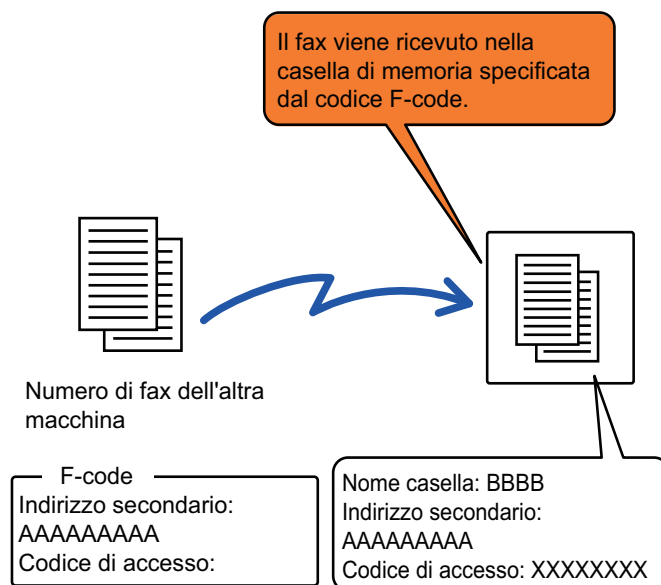 Il fax viene ricevuto nella
casella di memoria specificata
dal codice F-code.
Numero di fax dell'altra
macchina
F-code
Indirizzo secondario:
AAAAAAAAA
Codice di accesso:
Nome casella: BBBB
Indirizzo secondario:
AAAAAAAAA
Codice di accesso: XXXXXXXX